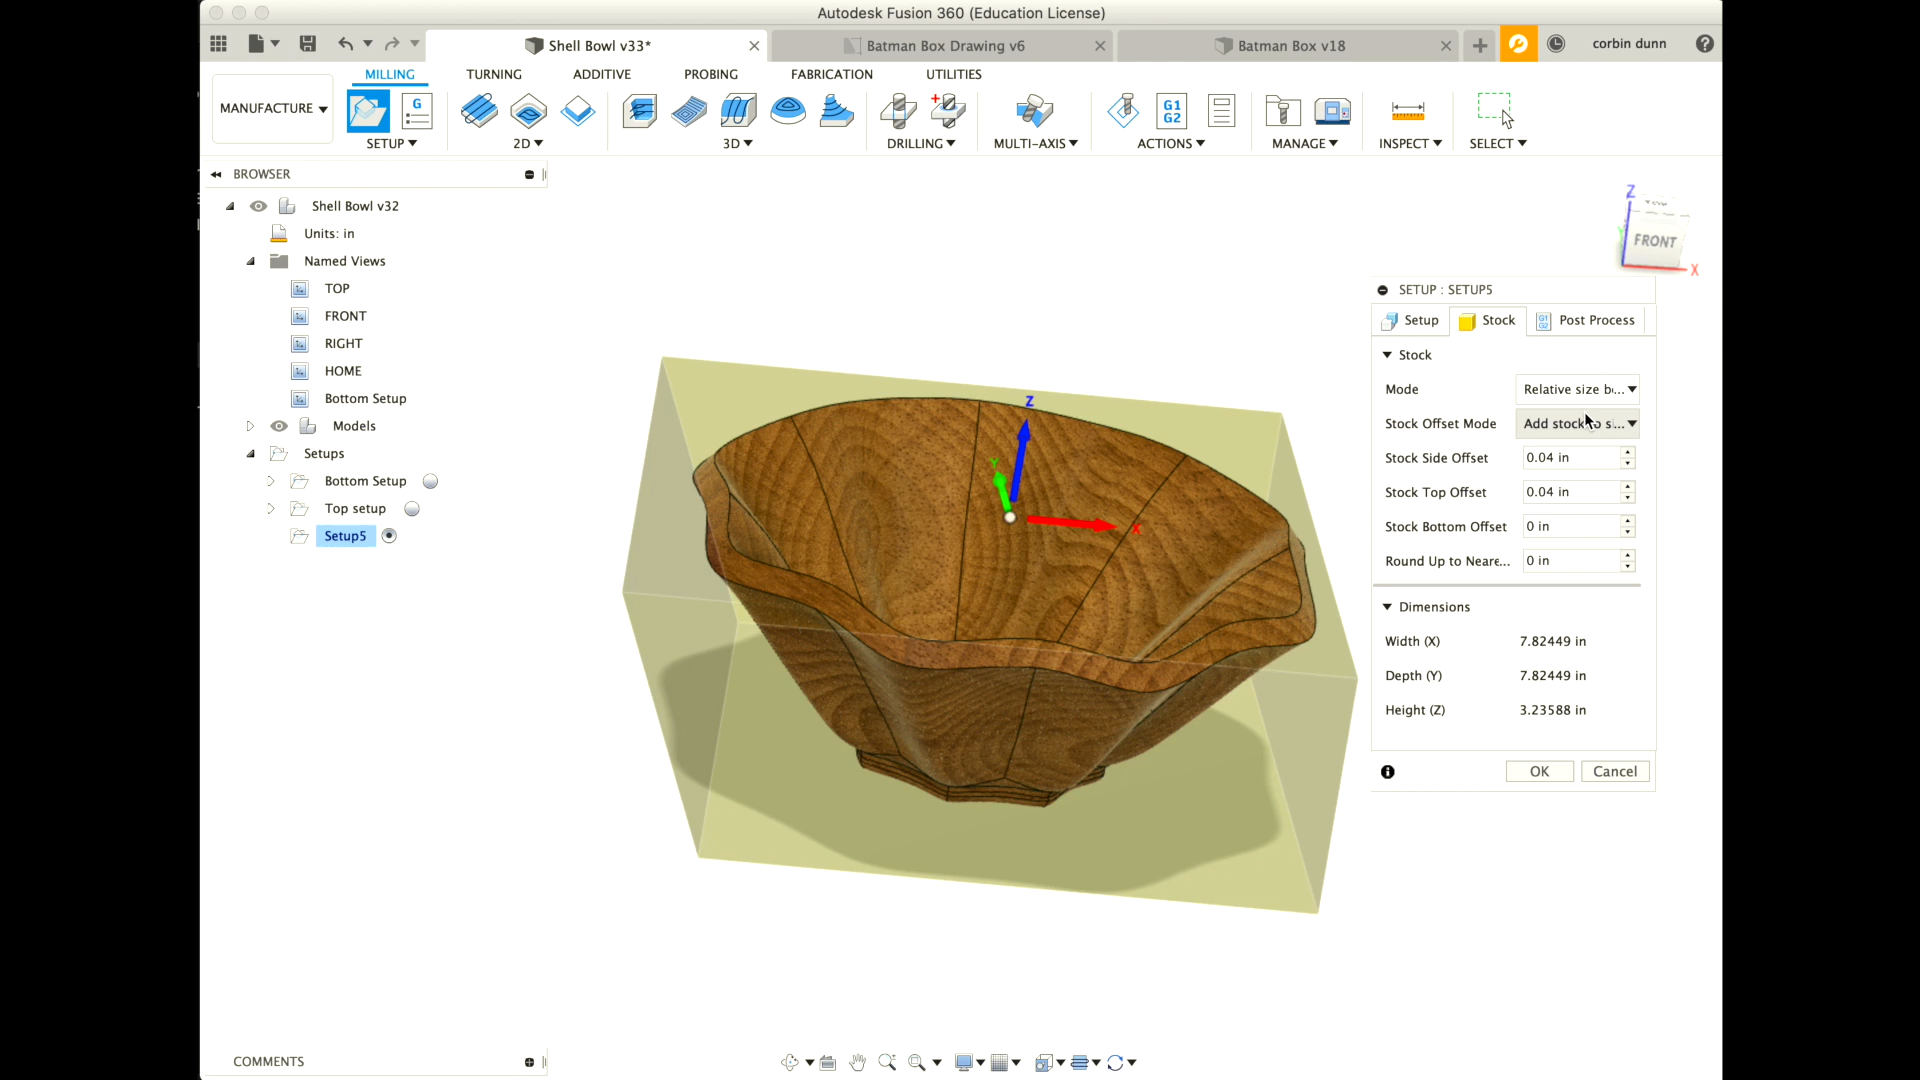 Autodesk Fusion 360 (Education License)
Shell Bowl v33*
Batman Box Drawing v6
Batman Box v18
corbin dunn
MANUFACTURE
MILLING
TURNING
ADDITIVE
PROBING
FABRICATION
UTILITIES
G
G1
G2
SETUP
2D
3D
DRILLING
MULTI-AXIS
ACTIONS
MANAGE
INSPECT
SELECT
BROWSER
Shell Bowl v32
Units: in
Named Views
TOP
FRONT
RIGHT
HOME
Bottom Setup
Models
Setups
Bottom Setup
Top setup
Setup5
Z
FRONT
X
Z
Y
X
SETUP : SETUP5
Setup
Stock
Post Process
Stock
Mode Relative size b...
Stock Offset Mode Add stock to s...
Stock Side Offset 0.04 in
Stock Top Offset 0.04 in
Stock Bottom Offset 0 in
Round Up to Neare... 0 in
Dimensions
Width (X) 7.82449 in
Depth (Y) 7.82449 in
Height (Z) 3.23588 in
OK
Cancel
COMMENTS